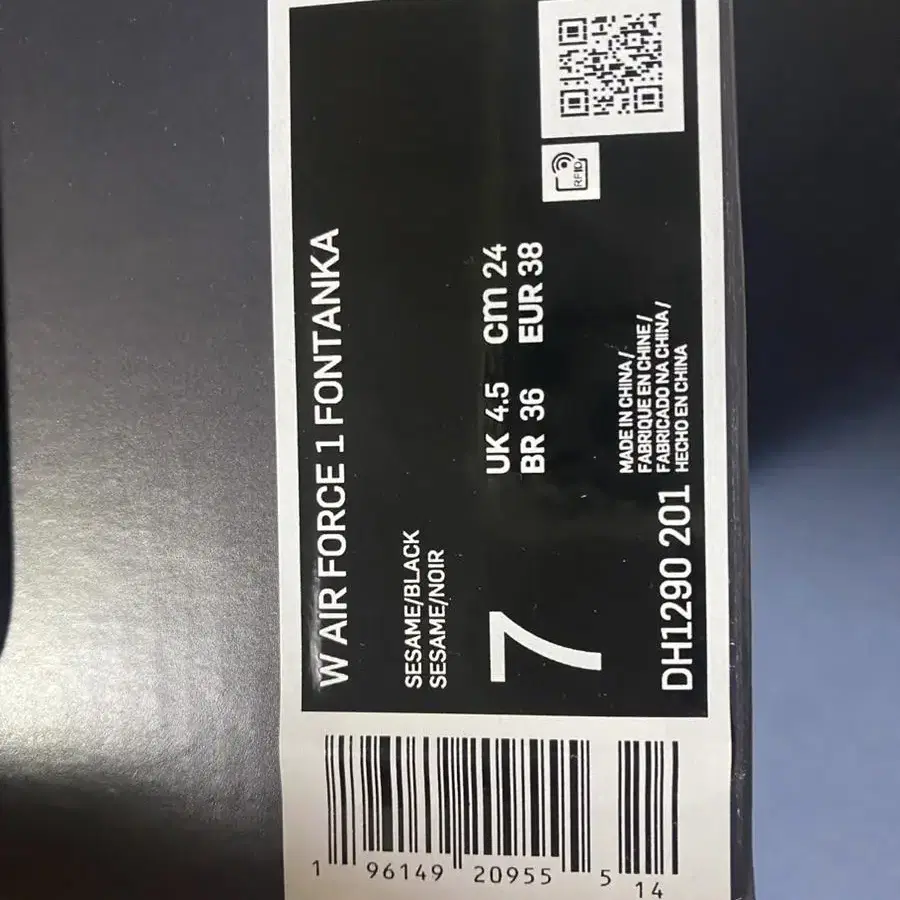 W AIR FORCE 1 FONTANKA
SESAME/BLACK
SESAME/NOIR
7
UK 4.5 cm 24
BR 36 EUR 38
RFID
MADE IN CHINA/
FABRIQUE EN CHINE/
FABRICADO NA CHINA/
HECHO EN CHINA
DH1290 201
1 96149 20955 5 14